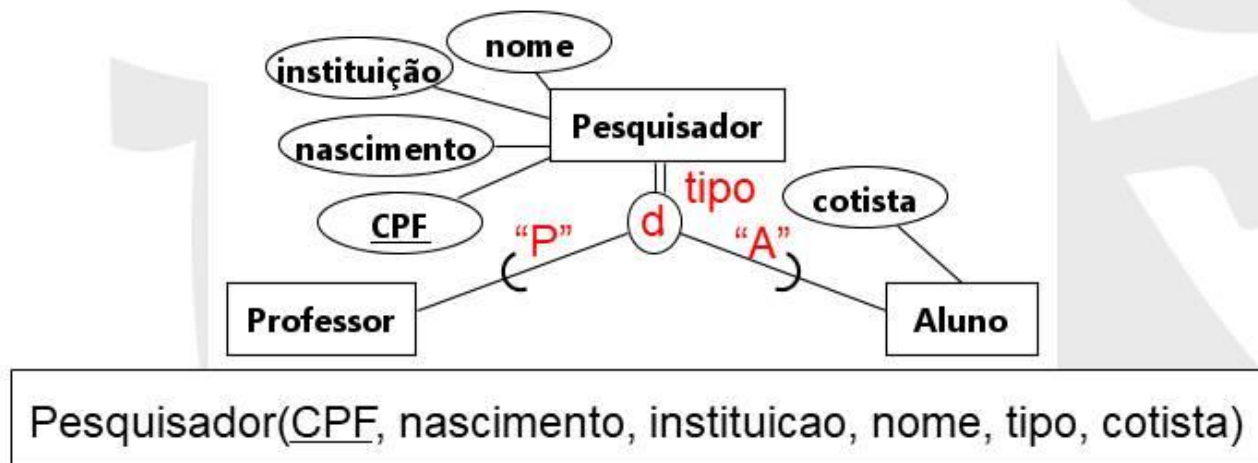 nome
instituição
Pesquisador
nascimento
tipo
cotista
CPF
d
“P”
“A”
Professor
Aluno
Pesquisador(CPF, nascimento, instituicao, nome, tipo, cotista)